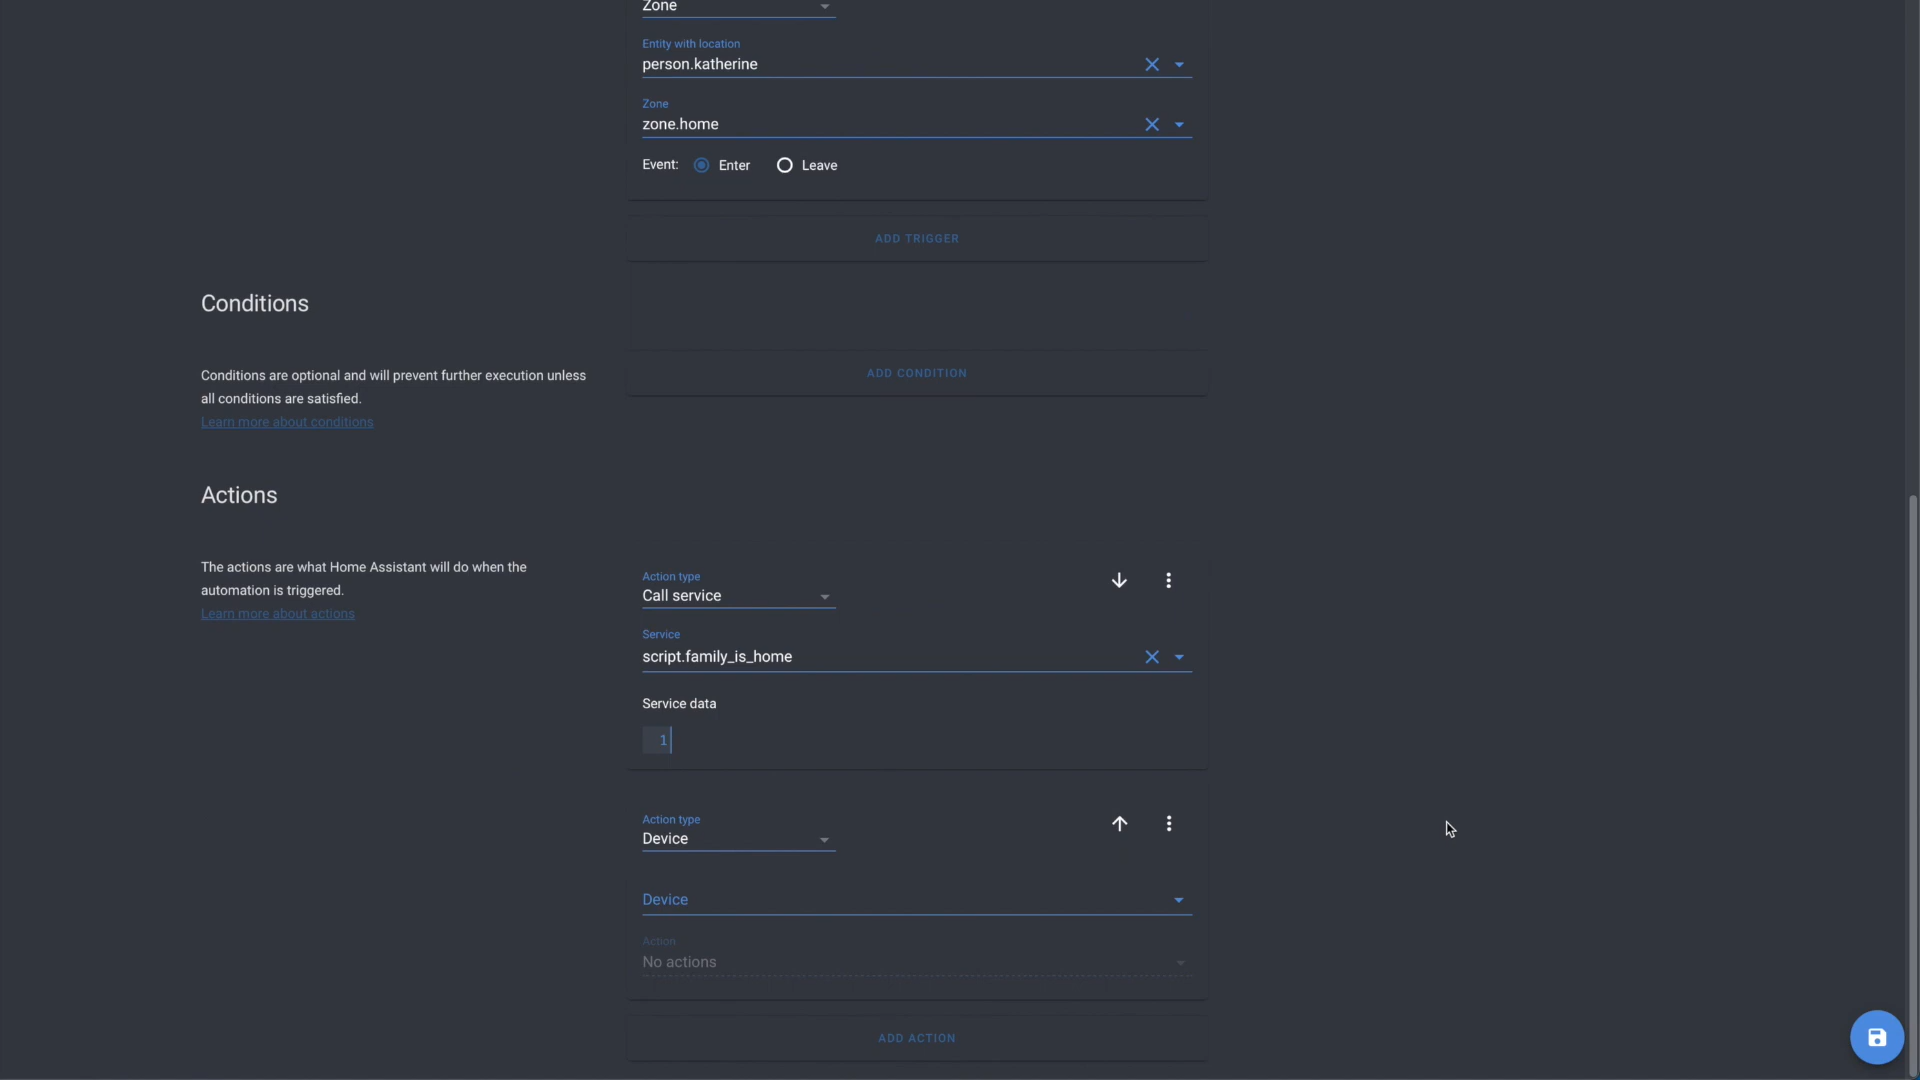 Zone
Entity with location
person.katherine
Zone
zone.home
Event: Enter Leave
ADD TRIGGER
Conditions
Conditions are optional and will prevent further execution unless
all conditions are satisfied.
Learn more about conditions
ADD CONDITION
Actions
The actions are what Home Assistant will do when the
automation is triggered.
Learn more about actions
Action type
Call service
Service
script.family_is_home
Service data
1
Action type
Device
Device
Action
No actions
ADD ACTION